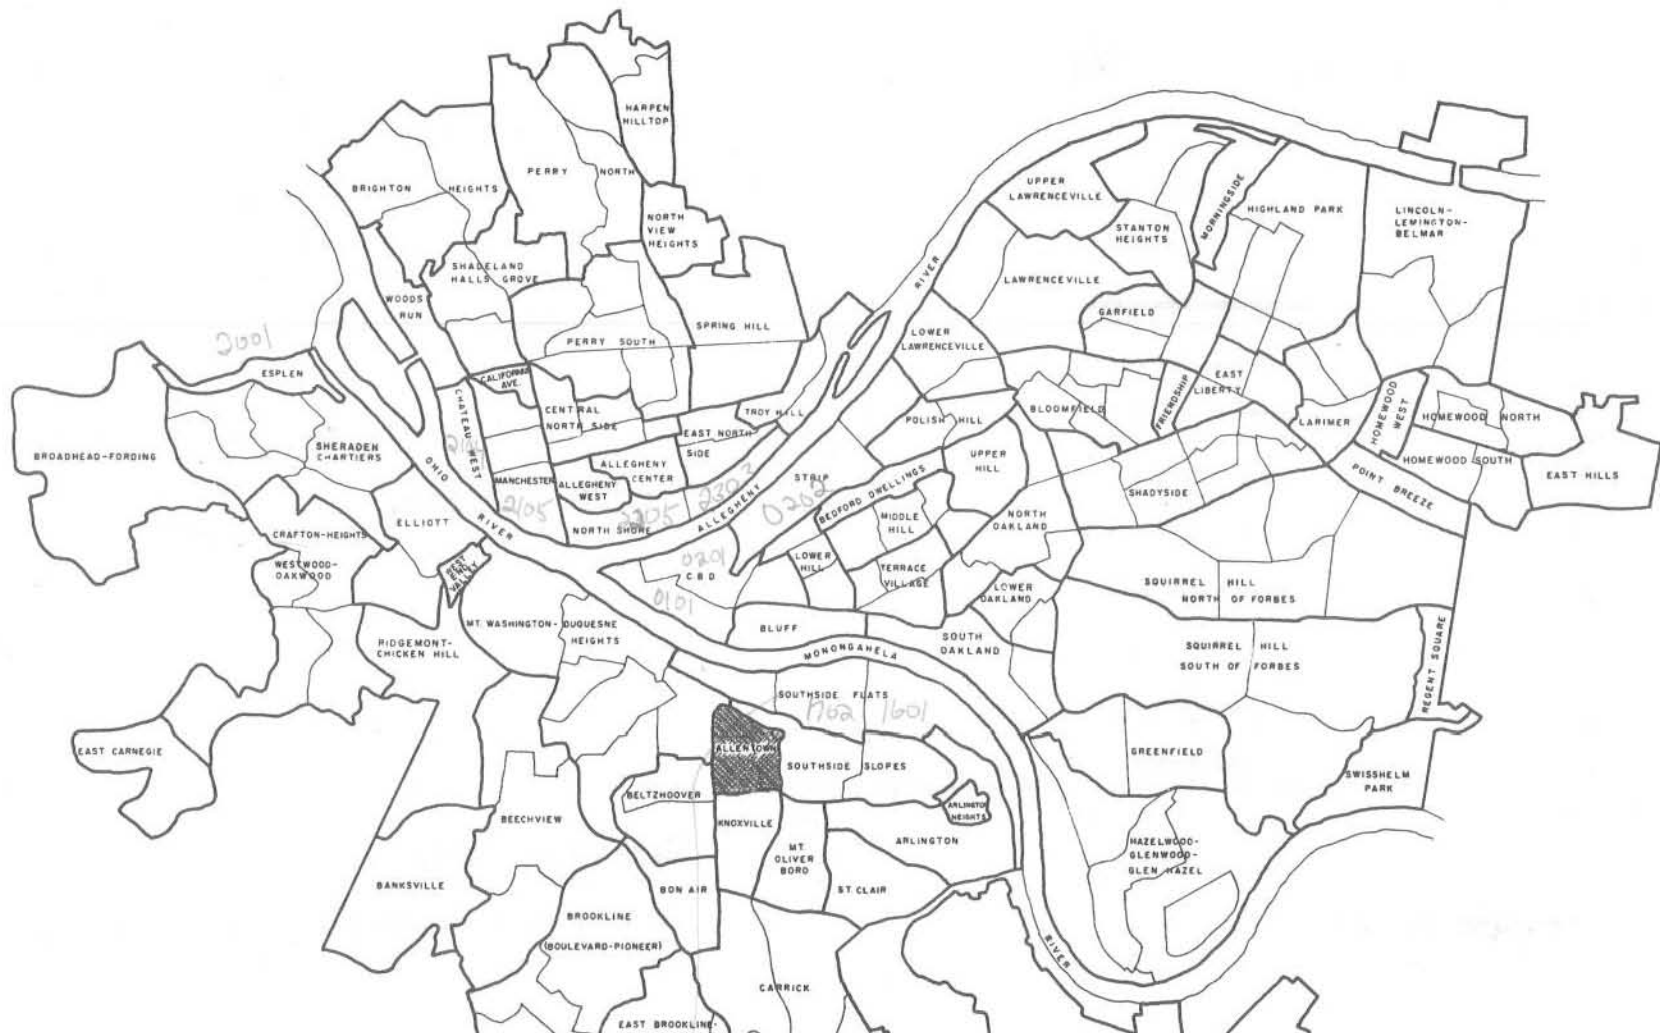 HARPEN
HILLTOP
PERRY NORTH
BRIGHTON HEIGHTS
NORTH
VIEW
HEIGHTS
SHADELAND
HALLS GROVE
WOODS
RUN
SPRING HILL
PERRY SOUTH
2001
ESPLEN
CALIFORNIA
AVE.
CHATEAU WEST
CENTRAL
NORTH SIDE
TROY HILL
EAST NORTH
SIDE
BROADHEAD-FORDING
SHERADEN
CHARTIERS
OHIO
RIVER
MANCHESTER
2105
ALLEGHENY
WEST
ALLEGHENY
CENTER
NORTH SHORE
2205
ALLEGHENY
RIVER
UPPER
LAWRENCEVILLE
STANTON
HEIGHTS
MORNINGSIDE
HIGHLAND PARK
LINCOLN-
LEMINGTON-
BELMAR
LAWRENCEVILLE
GARFIELD
LOWER
LAWRENCEVILLE
EAST
LIBERTY
FRIENDSHIP
BLOOMFIELD
POLISH HILL
LARIMER
HOMEWOOD
WEST
HOMEWOOD NORTH
HOMEWOOD SOUTH
EAST HILLS
POINT BREEZE
UPPER
HILL
STRIP
0202
BEDFORD DWELLINGS
SHADYSIDE
MIDDLE
HILL
NORTH
OAKLAND
ELLIOTT
CRAFTON-HEIGHTS
WESTWOOD-
OAKWOOD
WEST
END
VALLEY
0201
C B D
0101
LOWER
HILL
TERRACE
VILLAGE
LOWER
OAKLAND
SQUIRREL HILL
NORTH OF FORBES
MT. WASHINGTON-DUQUESNE
HEIGHTS
RIDGEMONT-
CHICKEN HILL
BLUFF
MONONGAHELA
SOUTH
OAKLAND
SQUIRREL HILL
SOUTH OF FORBES
REGENT SQUARE
SOUTHSIDE FLATS
1702 1601
EAST CARNEGIE
ALLENTOWN
SOUTHSIDE SLOPES
GREENFIELD
SWISSHELM
PARK
BELTZHOOVER
ARLINGTON
HEIGHTS
BEECHVIEW
KNOXVILLE
ARLINGTON
MT.
OLIVER
BORO
HAZELWOOD-
GLENWOOD-
GLEN HAZEL
BANKSVILLE
BON AIR
ST. CLAIR
BROOKLINE
(BOULEVARD-PIONEER)
RIVER
CARRICK
EAST BROOKLINE-